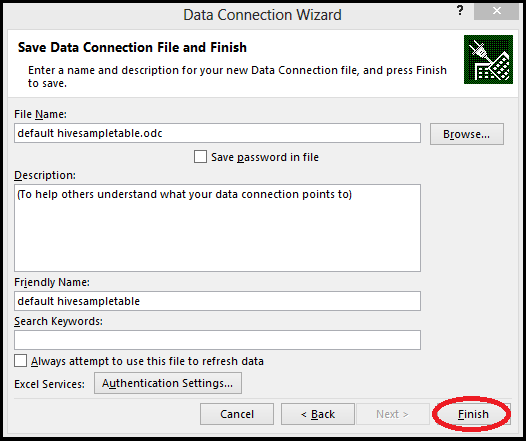 Data Connection Wizard
?
Save Data Connection File and Finish
Enter a name and description for your new Data Connection file, and press Finish
to save.
File Name:
default hivesampletable.odc
Browse...
Save password in file
Description:
(To help others understand what your data connection points to)
Friendly Name:
default hivesampletable
Search Keywords:
Always attempt to use this file to refresh data
Excel Services:
Authentication Settings...
Cancel
< Back
Next >
Finish